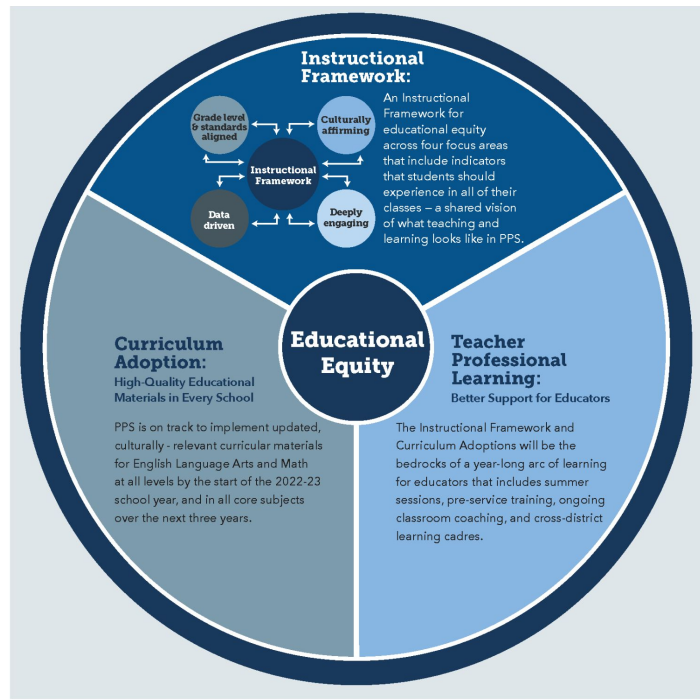 Instructional
Framework:
Grade level
& standards
aligned
Culturally
affirming
Instructional
Framework
Data
driven
Deeply
engaging
An Instructional
Framework for
educational equity
across four focus areas
that include indicators
that students should
experience in all of their
classes – a shared vision
of what teaching and
learning looks like in PPS.
Educational
Equity
Curriculum
Adoption:
High-Quality Educational
Materials in Every School
PPS is on track to implement updated,
culturally - relevant curricular materials
for English Language Arts and Math
at all levels by the start of the 2022-23
school year, and in all core subjects
over the next three years.
Teacher
Professional
Learning:
Better Support for Educators
The Instructional Framework and
Curriculum Adoptions will be the
bedrocks of a year-long arc of learning
for educators that includes summer
sessions, pre-service training, ongoing
classroom coaching, and cross-district
learning cadres.